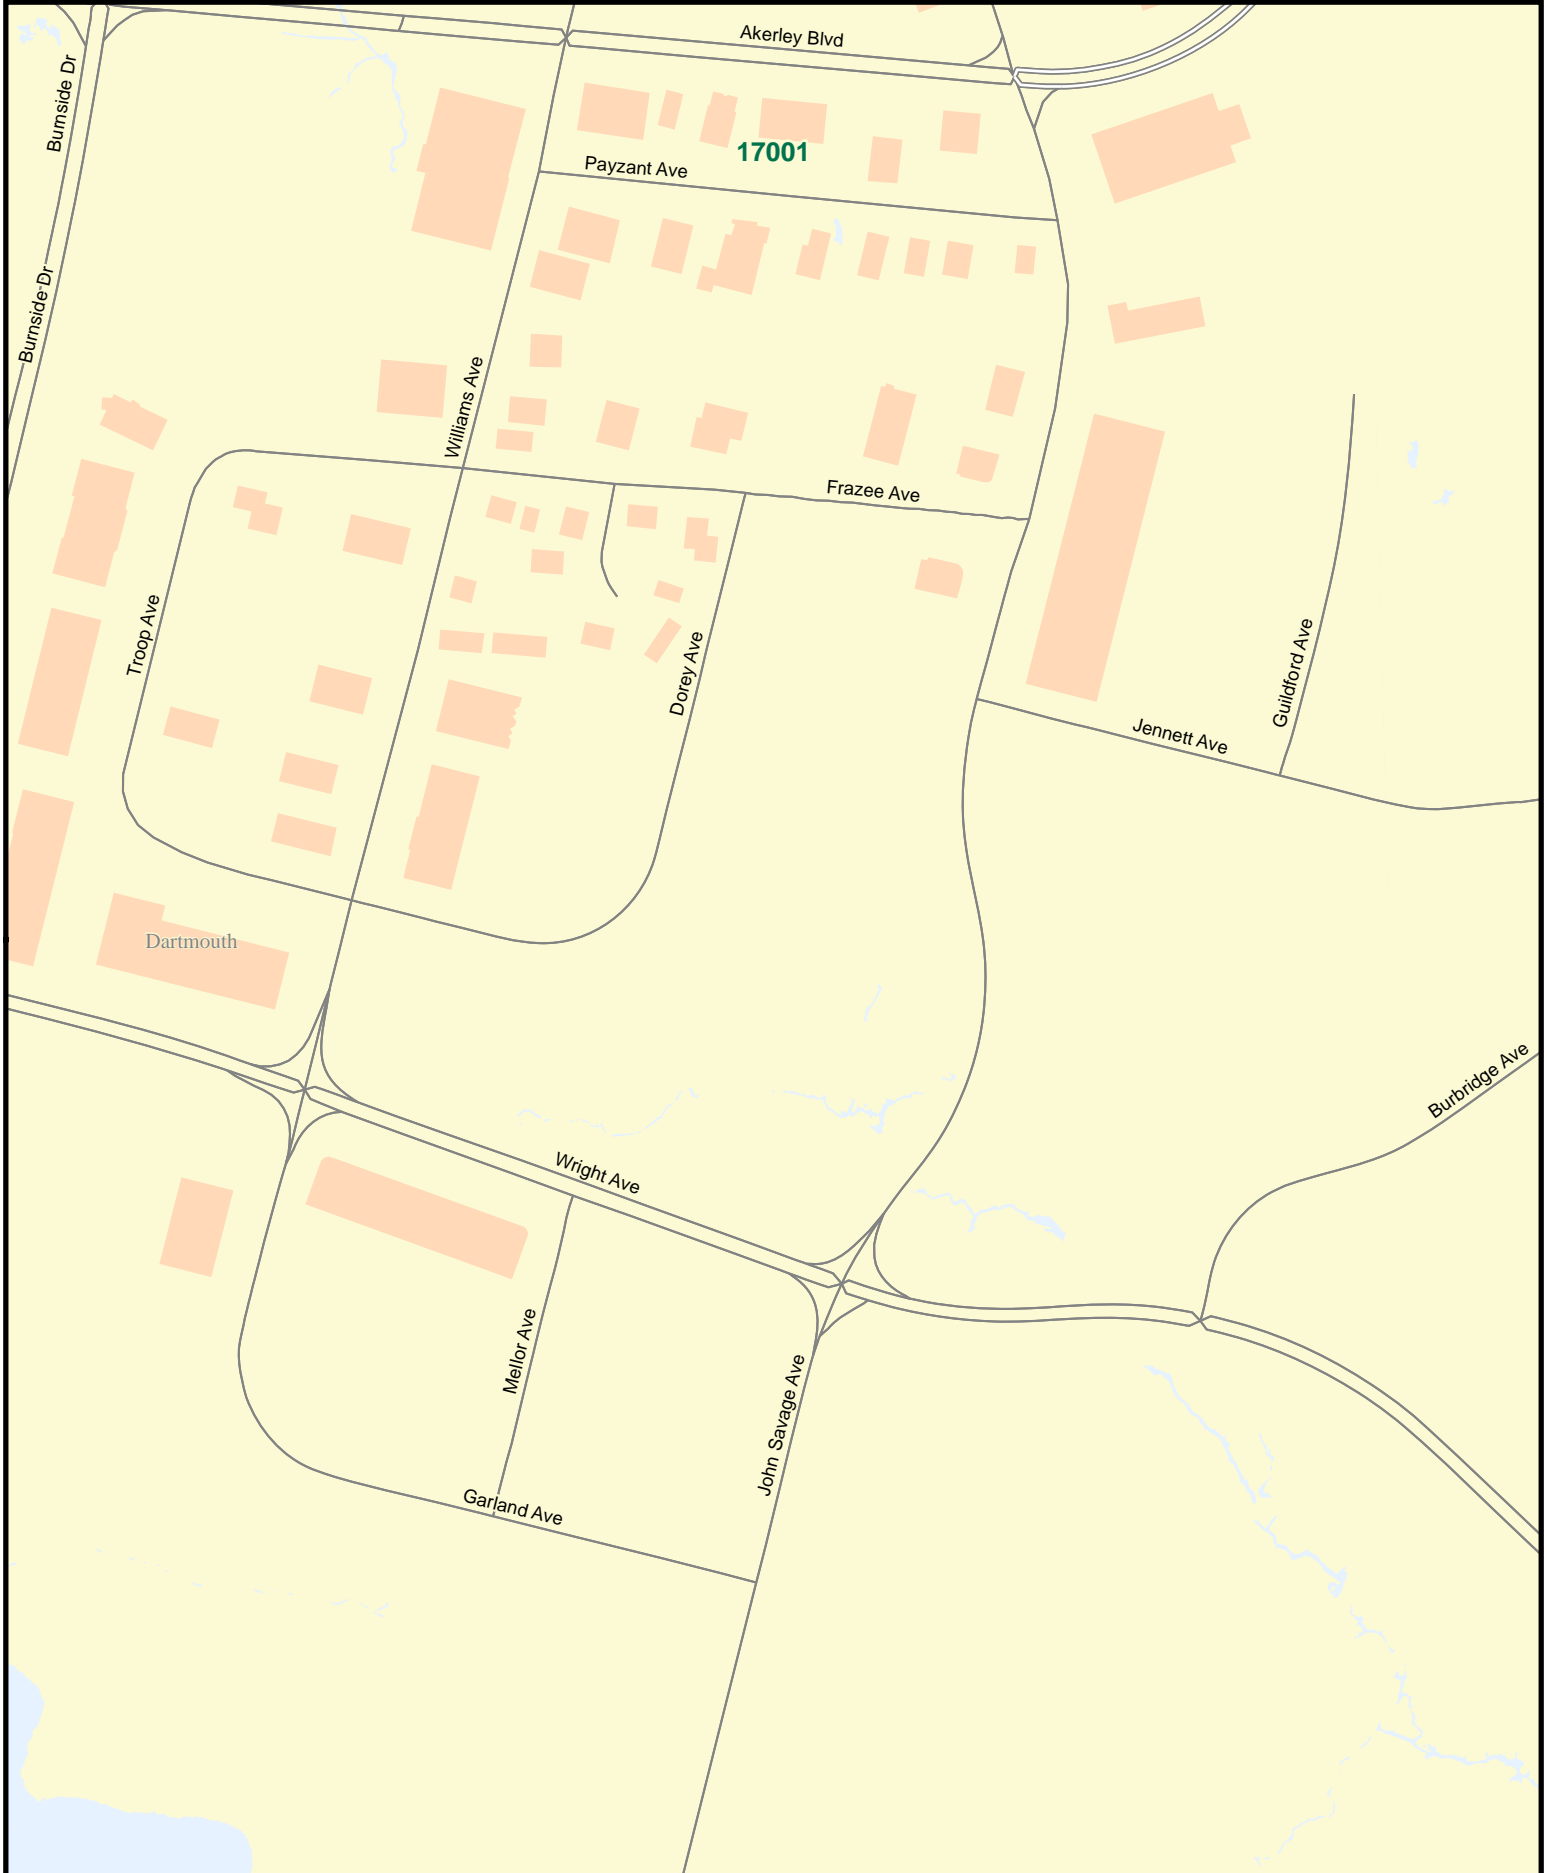 Akerley Blvd
Burnside Dr
17001
Payzant Ave
Burnside Dr
Williams Ave
Frazee Ave
Troop Ave
Dorey Ave
Guildford Ave
Jennett Ave
Dartmouth
Burbridge Ave
Wright Ave
Mellor Ave
John Savage Ave
Garland Ave